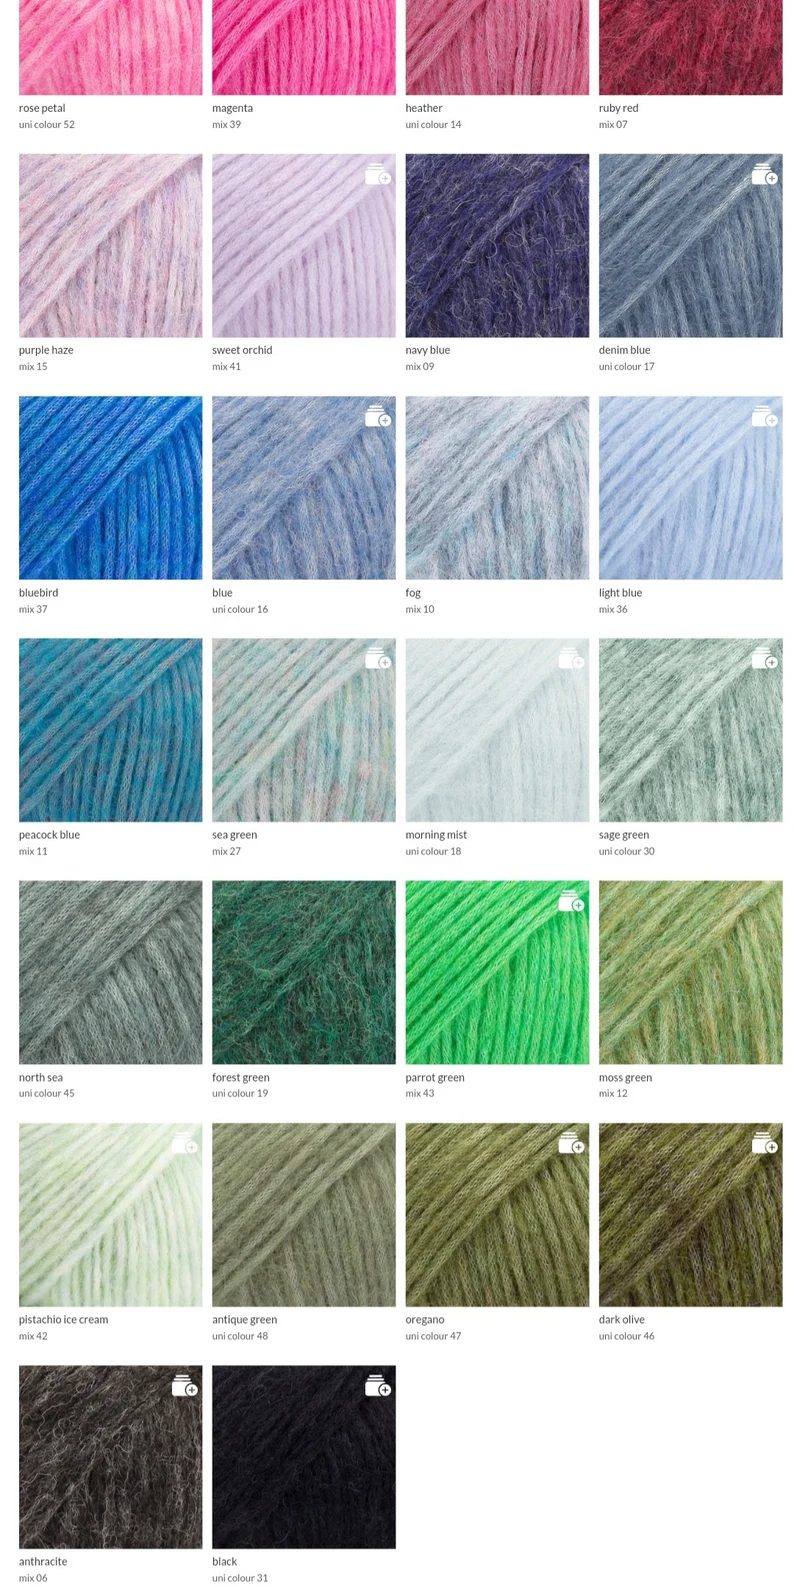 rose petal
uni colour 52
magenta
mix 39
heather
uni colour 14
ruby red
mix 07
purple haze
mix 15
sweet orchid
mix 41
navy blue
mix 09
denim blue
uni colour 17
bluebird
mix 37
blue
uni colour 16
fog
mix 10
light blue
mix 36
peacock blue
mix 11
sea green
mix 27
morning mist
uni colour 18
sage green
uni colour 30
north sea
uni colour 45
forest green
uni colour 19
parrot green
mix 43
moss green
mix 12
pistachio ice cream
mix 42
antique green
uni colour 48
oregano
uni colour 47
dark olive
uni colour 46
anthracite
mix 06
black
uni colour 31